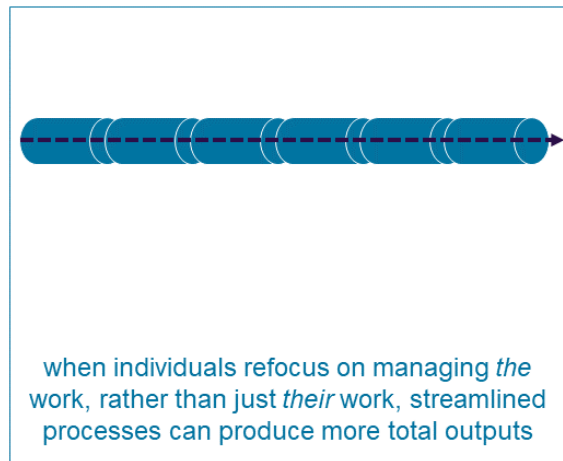 when individuals refocus on managing the
work, rather than just their work, streamlined
processes can produce more total outputs